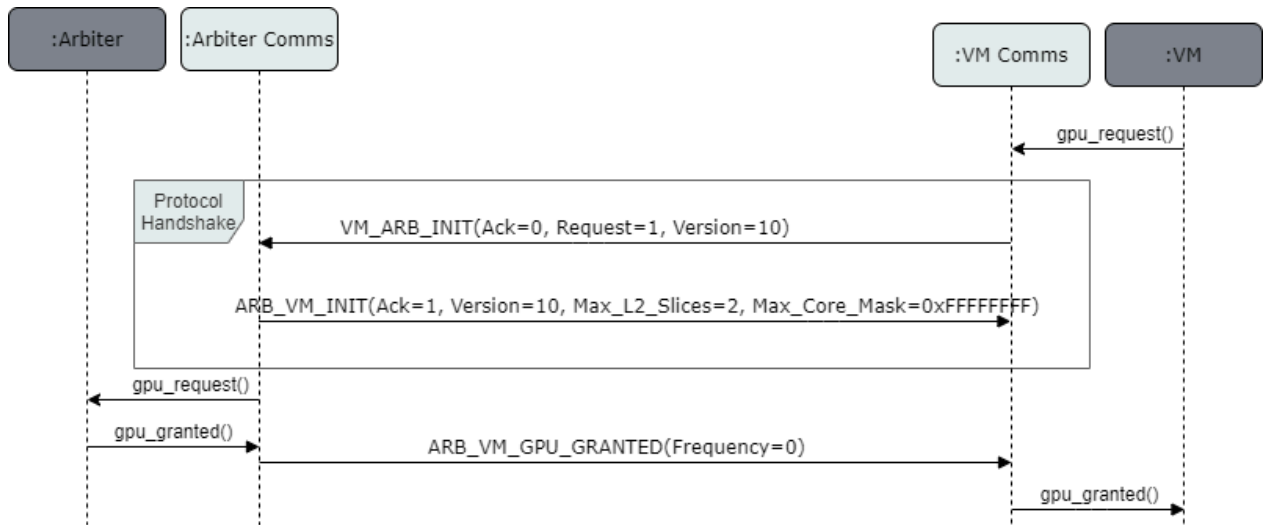 :Arbiter
:Arbiter Comms
:VM Comms
:VM
gpu_request()
Protocol
Handshake
VM_ARB_INIT(Ack=0, Request=1, Version=10)
ARB_VM_INIT(Ack=1, Version=10, Max_L2_Slices=2, Max_Core_Mask=0xFFFFFFFF)
gpu_request()
gpu_granted()
ARB_VM_GPU_GRANTED(Frequency=0)
gpu_granted()